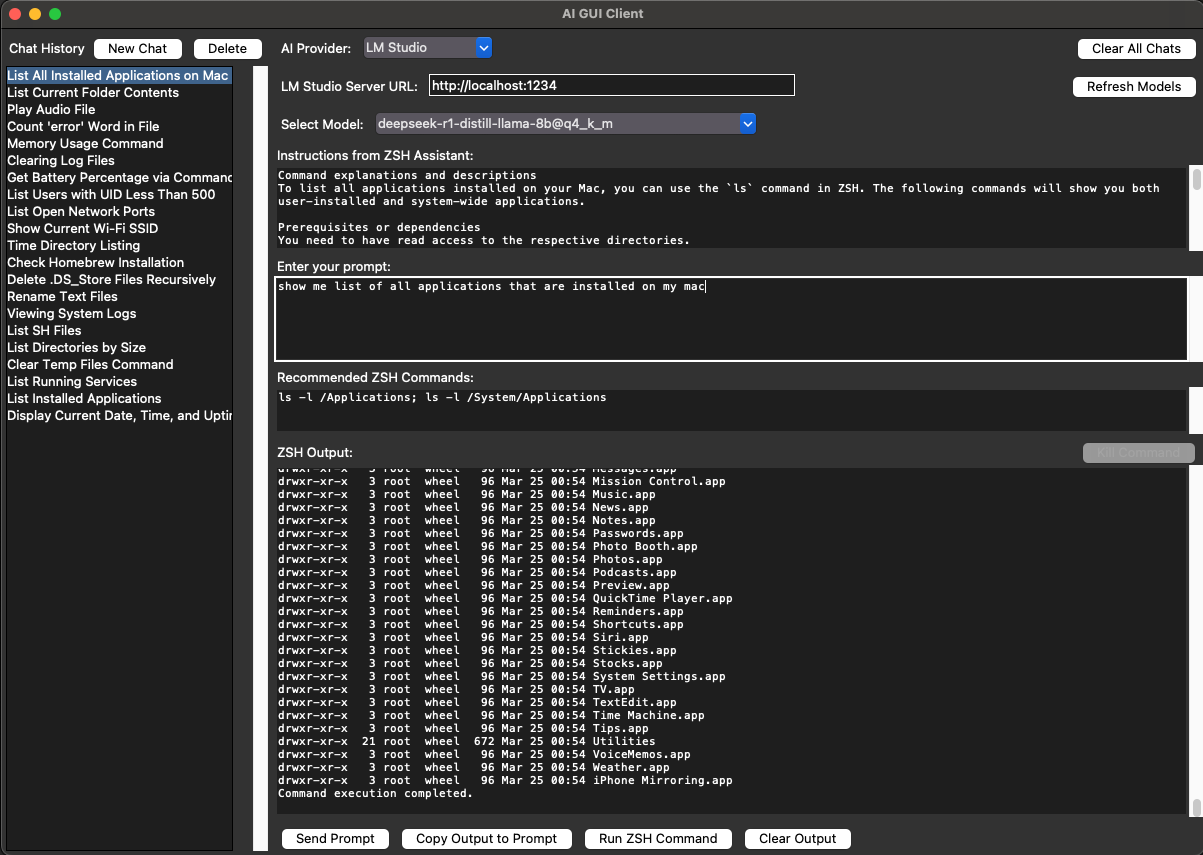 AI GUI Client
Chat History
New Chat
Delete
AI Provider:
LM Studio
Clear All Chats
LM Studio Server URL:
http://localhost:1234
Refresh Models
Select Model:
deepseek-r1-distill-llama-8b@q4_k_m
List All Installed Applications on Mac
List Current Folder Contents
Play Audio File
Count 'error' Word in File
Memory Usage Command
Clearing Log Files
Get Battery Percentage via Command
List Users with UID Less Than 500
List Open Network Ports
Show Current Wi-Fi SSID
Time Directory Listing
Check Homebrew Installation
Delete .DS_Store Files Recursively
Rename Text Files
Viewing System Logs
List SH Files
List Directories by Size
Clear Temp Files Command
List Running Services
List Installed Applications
Display Current Date, Time, and Uptir
Instructions from ZSH Assistant:
Command explanations and descriptions
To list all applications installed on your Mac, you can use the `ls` command in ZSH. The following commands will show you both
user-installed and system-wide applications.
Prerequisites or dependencies
You need to have read access to the respective directories.
Enter your prompt:
show me list of all applications that are installed on my mac
Recommended ZSH Commands:
ls -l /Applications; ls -l /System/Applications
ZSH Output:
Kill Command
drwxr-xr-x   3 root  wheel   96 Mar 25 00:54 Messages.app
drwxr-xr-x   3 root  wheel   96 Mar 25 00:54 Mission Control.app
drwxr-xr-x   3 root  wheel   96 Mar 25 00:54 Music.app
drwxr-xr-x   3 root  wheel   96 Mar 25 00:54 News.app
drwxr-xr-x   3 root  wheel   96 Mar 25 00:54 Notes.app
drwxr-xr-x   3 root  wheel   96 Mar 25 00:54 Passwords.app
drwxr-xr-x   3 root  wheel   96 Mar 25 00:54 Photo Booth.app
drwxr-xr-x   3 root  wheel   96 Mar 25 00:54 Photos.app
drwxr-xr-x   3 root  wheel   96 Mar 25 00:54 Podcasts.app
drwxr-xr-x   3 root  wheel   96 Mar 25 00:54 Preview.app
drwxr-xr-x   3 root  wheel   96 Mar 25 00:54 QuickTime Player.app
drwxr-xr-x   3 root  wheel   96 Mar 25 00:54 Reminders.app
drwxr-xr-x   3 root  wheel   96 Mar 25 00:54 Shortcuts.app
drwxr-xr-x   3 root  wheel   96 Mar 25 00:54 Siri.app
drwxr-xr-x   3 root  wheel   96 Mar 25 00:54 Stickies.app
drwxr-xr-x   3 root  wheel   96 Mar 25 00:54 Stocks.app
drwxr-xr-x   3 root  wheel   96 Mar 25 00:54 System Settings.app
drwxr-xr-x   3 root  wheel   96 Mar 25 00:54 TV.app
drwxr-xr-x   3 root  wheel   96 Mar 25 00:54 TextEdit.app
drwxr-xr-x   3 root  wheel   96 Mar 25 00:54 Time Machine.app
drwxr-xr-x   3 root  wheel   96 Mar 25 00:54 Tips.app
drwxr-xr-x  21 root  wheel  672 Mar 25 00:54 Utilities
drwxr-xr-x   3 root  wheel   96 Mar 25 00:54 VoiceMemos.app
drwxr-xr-x   3 root  wheel   96 Mar 25 00:54 Weather.app
drwxr-xr-x   3 root  wheel   96 Mar 25 00:54 iPhone Mirroring.app
Command execution completed.
Send Prompt
Copy Output to Prompt
Run ZSH Command
Clear Output